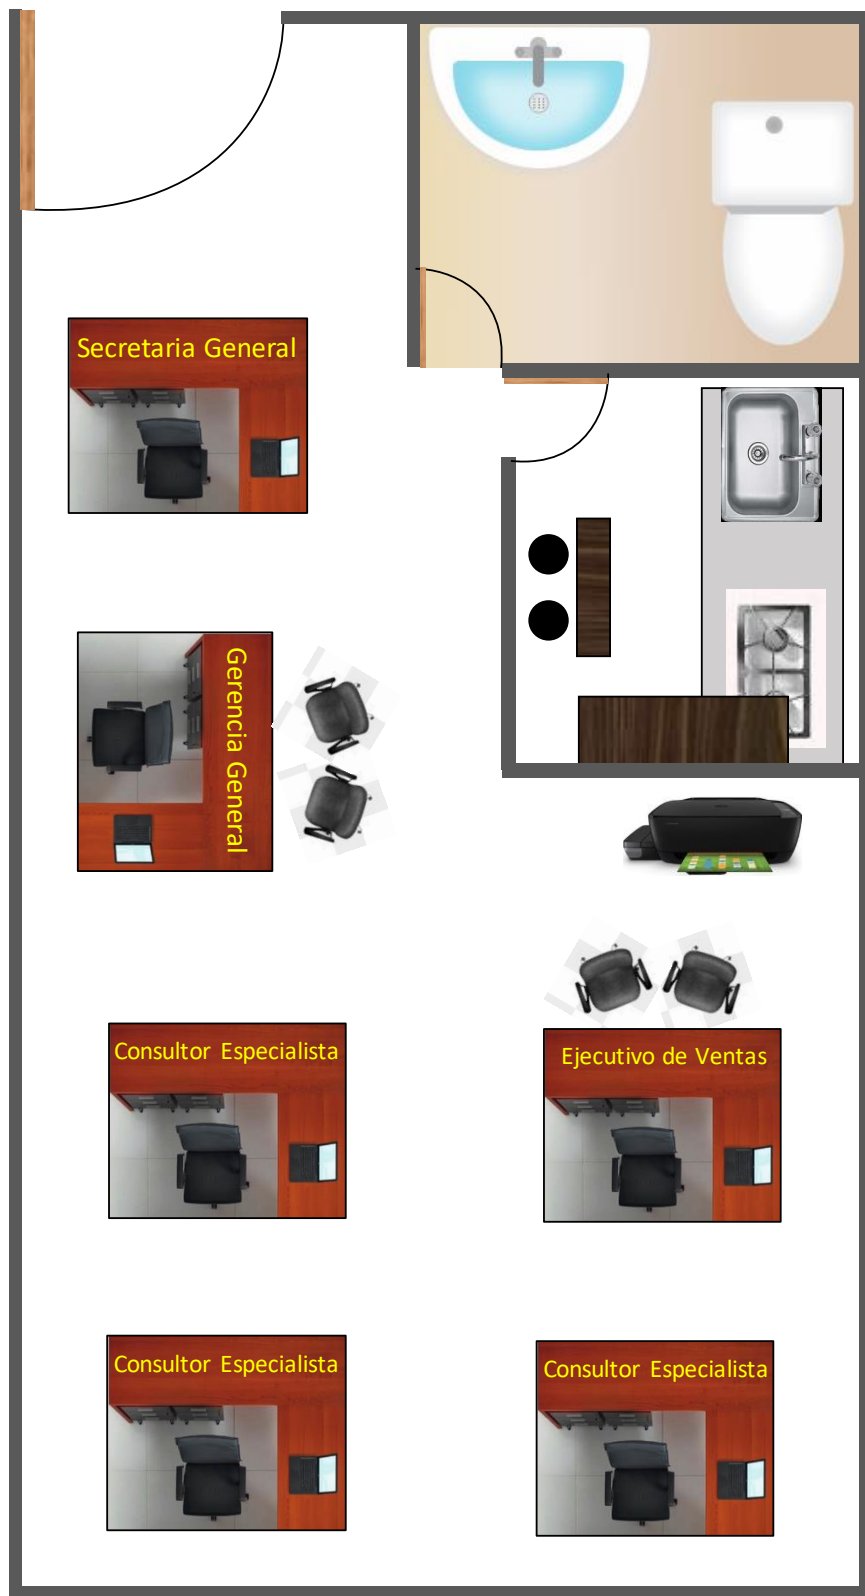 Secretaria General
Gerencia General
Consultor Especialista
Ejecutivo de Ventas
Consultor Especialista
Consultor Especialista